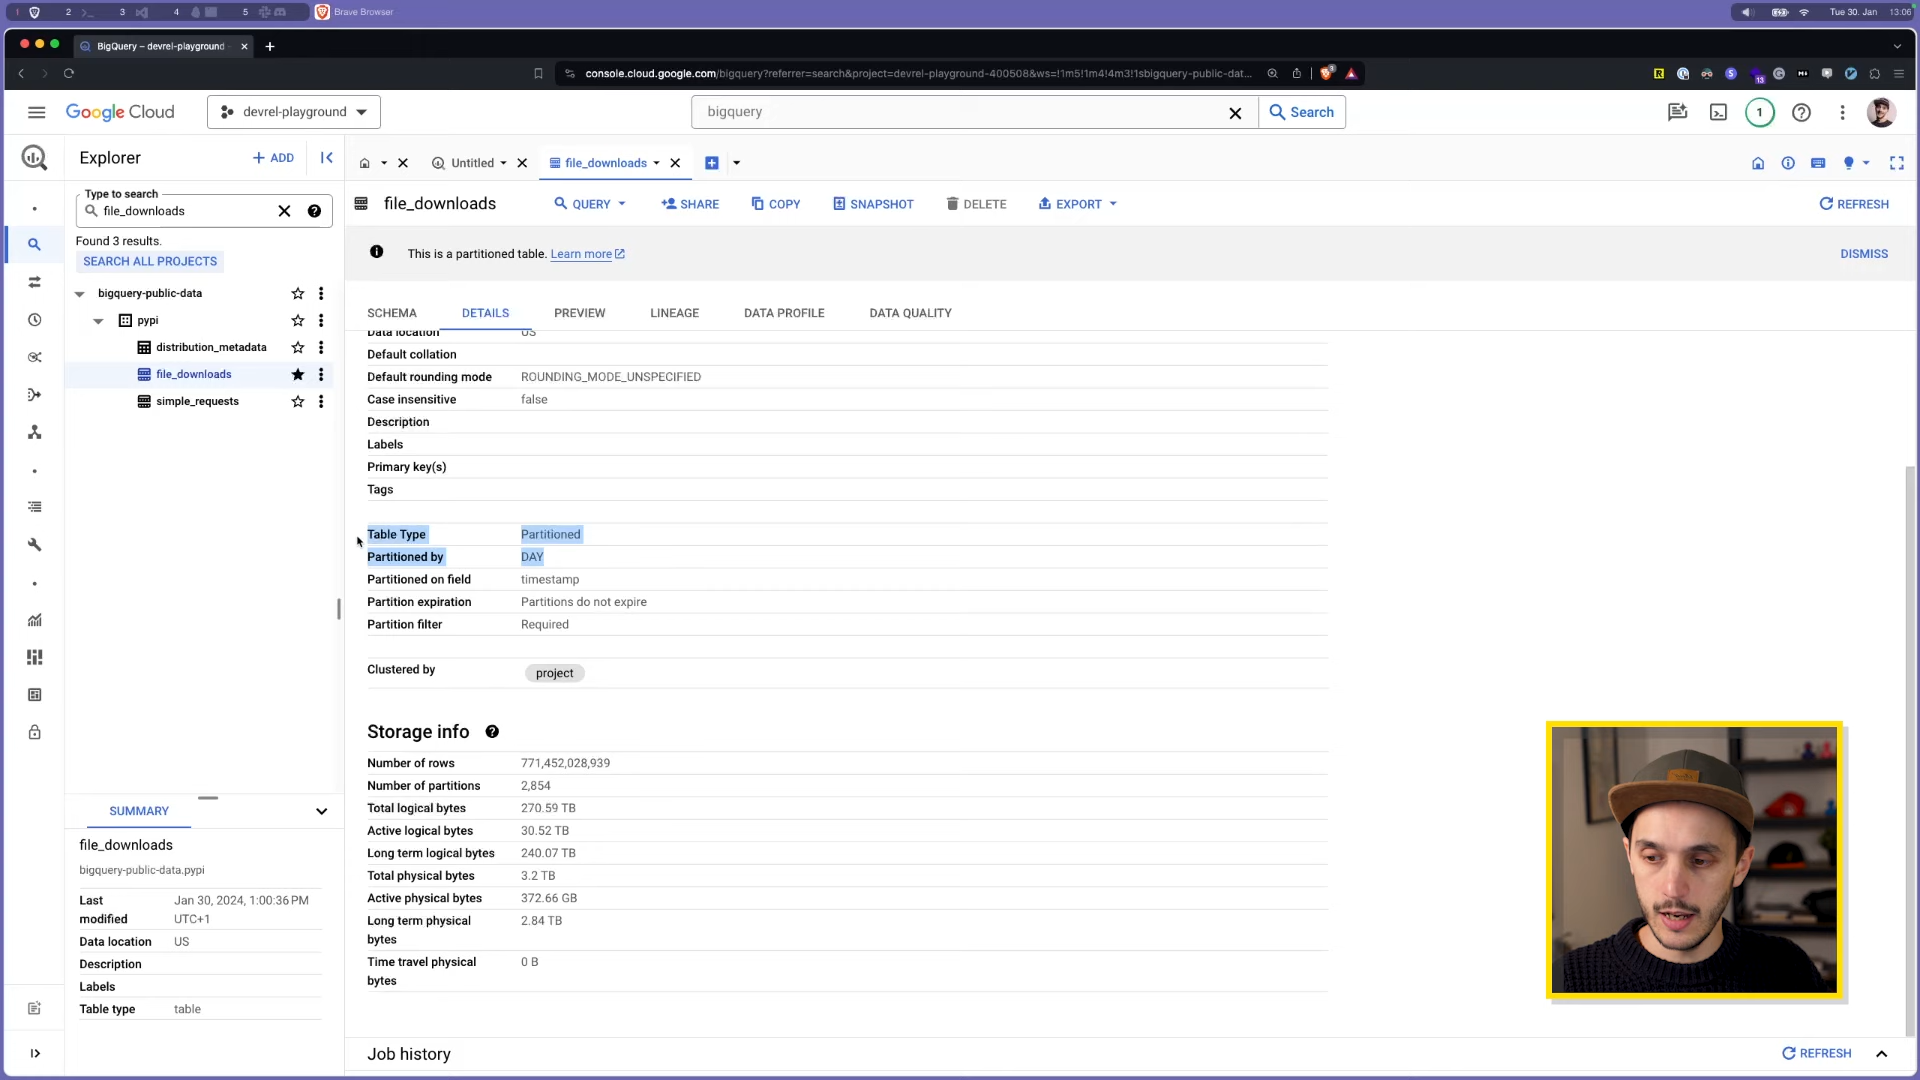 1 2 3 4 5 Brave Browser Tue 30. Jan 13:06
BigQuery – devrel-playground
console.cloud.google.com/bigquery?referrer=search&project=devrel-playground-400508&ws=!1m5!1m4!4m3!1sbigquery-public-dat...
Google Cloud devrel-playground bigquery Search 1
Explorer + ADD
Untitled file_downloads
Type to search
file_downloads
Found 3 results.
SEARCH ALL PROJECTS
bigquery-public-data
pypi
distribution_metadata
file_downloads
simple_requests
file_downloads QUERY SHARE COPY SNAPSHOT DELETE EXPORT REFRESH
This is a partitioned table. Learn more DISMISS
SCHEMA DETAILS PREVIEW LINEAGE DATA PROFILE DATA QUALITY
Data location US
Default collation
Default rounding mode ROUNDING_MODE_UNSPECIFIED
Case insensitive false
Description
Labels
Primary key(s)
Tags
Table Type Partitioned
Partitioned by DAY
Partitioned on field timestamp
Partition expiration Partitions do not expire
Partition filter Required
Clustered by project
Storage info
Number of rows 771,452,028,939
Number of partitions 2,854
Total logical bytes 270.59 TB
Active logical bytes 30.52 TB
Long term logical bytes 240.07 TB
Total physical bytes 3.2 TB
Active physical bytes 372.66 GB
Long term physical 2.84 TB
bytes
Time travel physical 0 B
bytes
SUMMARY
file_downloads
bigquery-public-data.pypi
Last Jan 30, 2024, 1:00:36 PM
modified UTC+1
Data location US
Description
Labels
Table type table
Job history REFRESH